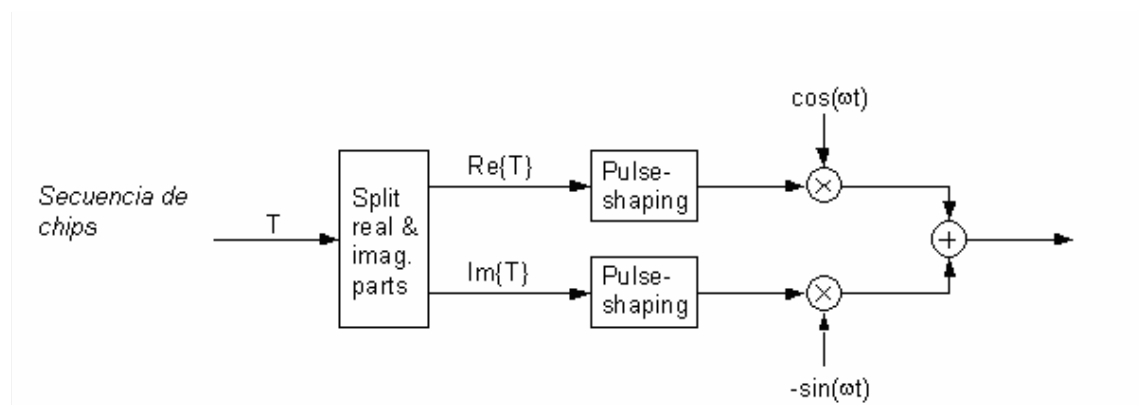 cos(ωt)
Re{T}
Pulse-
shaping
Secuencia de
chips
T
Split
real &
imag.
parts
Im{T}
Pulse-
shaping
-sin(ωt)